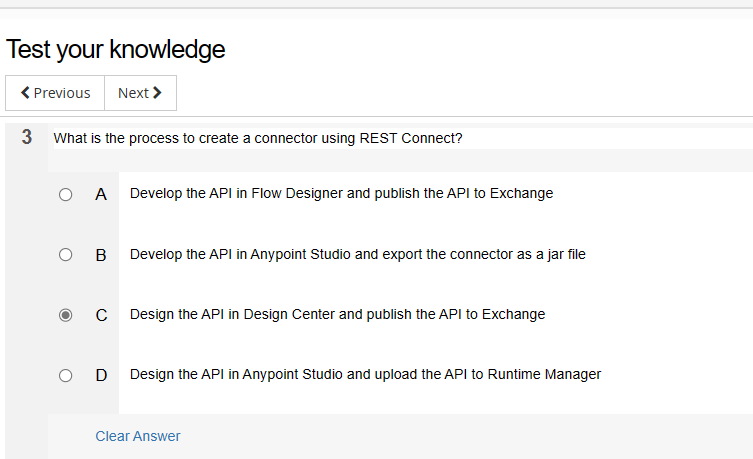 Test your knowledge
Previous Next
3 What is the process to create a connector using REST Connect?
A Develop the API in Flow Designer and publish the API to Exchange
B Develop the API in Anypoint Studio and export the connector as a jar file
C Design the API in Design Center and publish the API to Exchange
D Design the API in Anypoint Studio and upload the API to Runtime Manager
Clear Answer